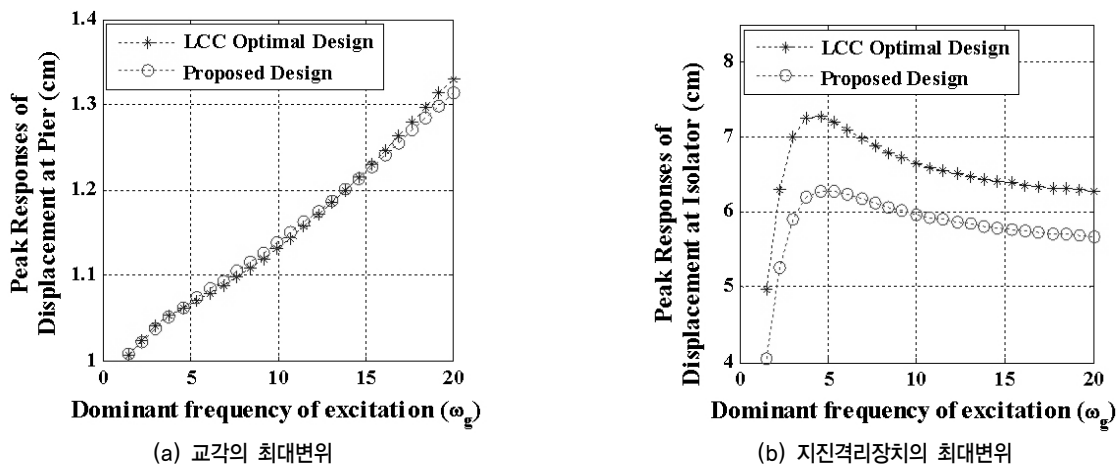 Peak Responses of
Displacement at Pier (cm)
1.4
1.3
1.2
1.1
1
LCC Optimal Design
Proposed Design
0
5
10
15
20
Dominant frequency of excitation (ωg)
(a) 교각의 최대변위
Peak Responses of
Displacement at Isolator (cm)
8
7
6
5
4
LCC Optimal Design
Proposed Design
0
5
10
15
20
Dominant frequency of excitation (ωg)
(b) 지진격리장치의 최대변위